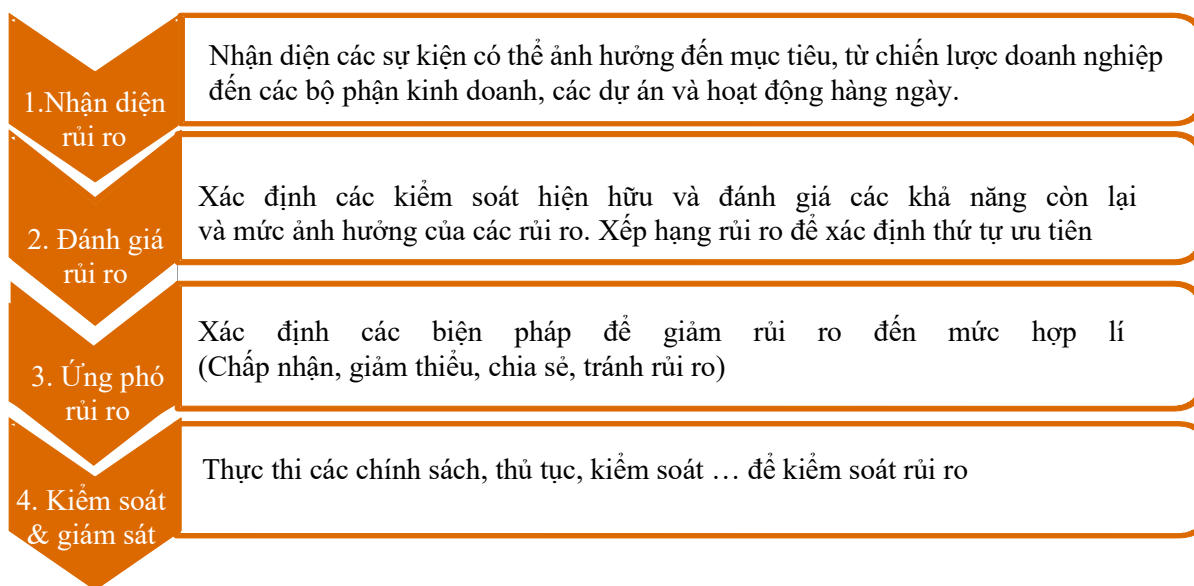 1.Nhận diện
rủi ro
Nhận diện các sự kiện có thể ảnh hưởng đến mục tiêu, từ chiến lược doanh nghiệp
đến các bộ phận kinh doanh, các dự án và hoạt động hàng ngày.
2. Đánh giá
rủi ro
Xác định các kiểm soát hiện hữu và đánh giá các khả năng còn lại
và mức ảnh hưởng của các rủi ro. Xếp hạng rủi ro để xác định thứ tự ưu tiên
3. Ứng phó
rủi ro
Xác định các biện pháp để giảm rủi ro đến mức hợp lí
(Chấp nhận, giảm thiểu, chia sẻ, tránh rủi ro)
4. Kiểm soát
& giám sát
Thực thi các chính sách, thủ tục, kiểm soát … để kiểm soát rủi ro